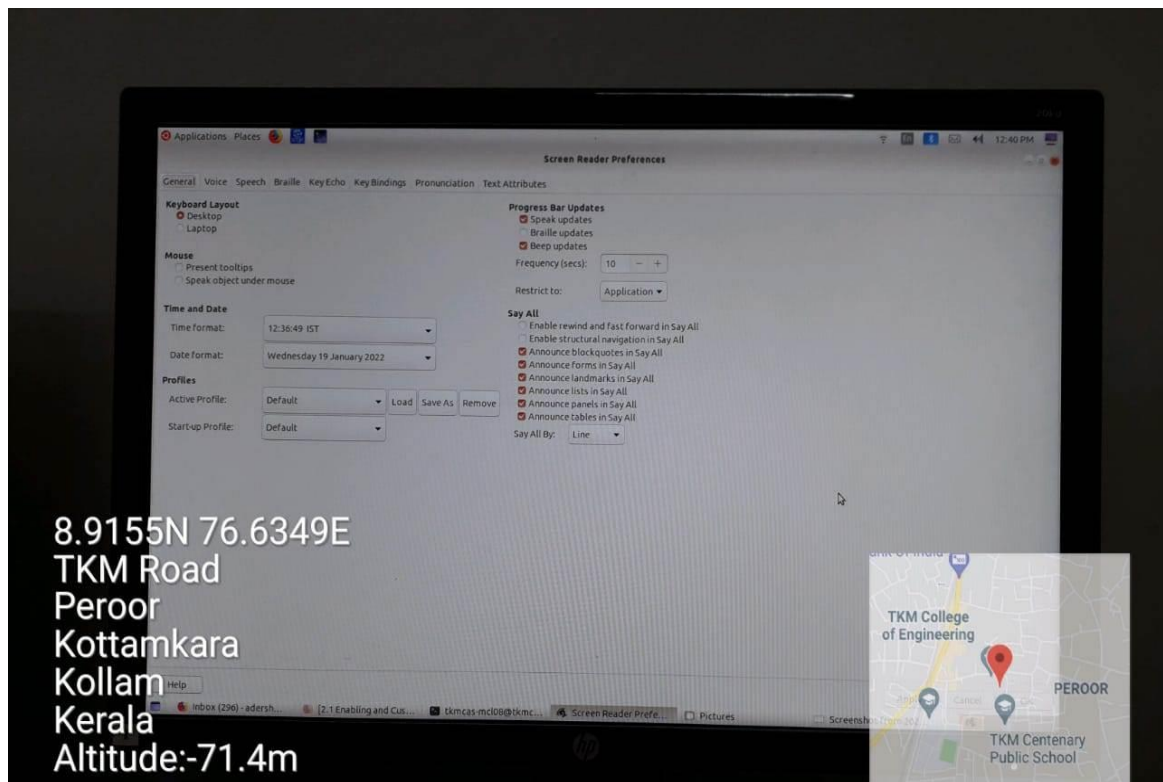 Applications Places
12:40 PM
Screen Reader Preferences
General Voice Speech Braille Key Echo Key Bindings Pronunciation Text Attributes
Keyboard Layout
Desktop
Laptop
Mouse
Present tooltips
Speak object under mouse
Time and Date
Time format: 12:36:49 IST
Date format: Wednesday 19 January 2022
Profiles
Active Profile: Default Load Save As Remove
Start-up Profile: Default
Progress Bar Updates
Speak updates
Braille updates
Beep updates
Frequency (secs): 10 - +
Restrict to: Application
Say All
Enable rewind and fast forward in Say All
Enable structural navigation in Say All
Announce blockquotes in Say All
Announce forms in Say All
Announce landmarks in Say All
Announce lists in Say All
Announce panels in Say All
Announce tables in Say All
Say All By: Line
Help
Inbox (296) - adersh... [2.1 Enabling and Cus... tkmcas-mcl08@tkmc... Screen Reader Prefe... Pictures
hp
8.9155N 76.6349E
TKM Road
Peroor
Kottamkara
Kollam
Kerala
Altitude:-71.4m
TKM College
of Engineering
PEROOR
Cancel
TKM Centenary
Public School